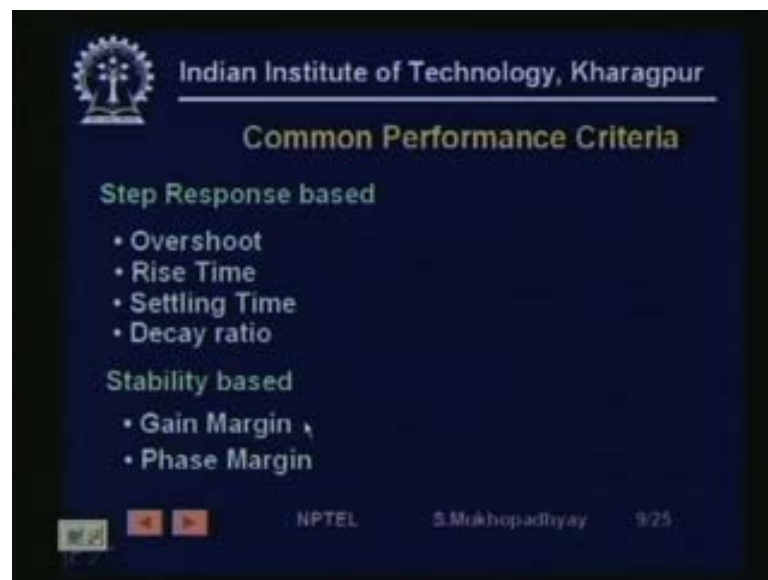 Indian Institute of Technology, Kharagpur
Common Performance Criteria
Step Response based
• Overshoot
• Rise Time
• Settling Time
• Decay ratio
Stability based
• Gain Margin
• Phase Margin
NPTEL S.Mukhopadhyay 9/25